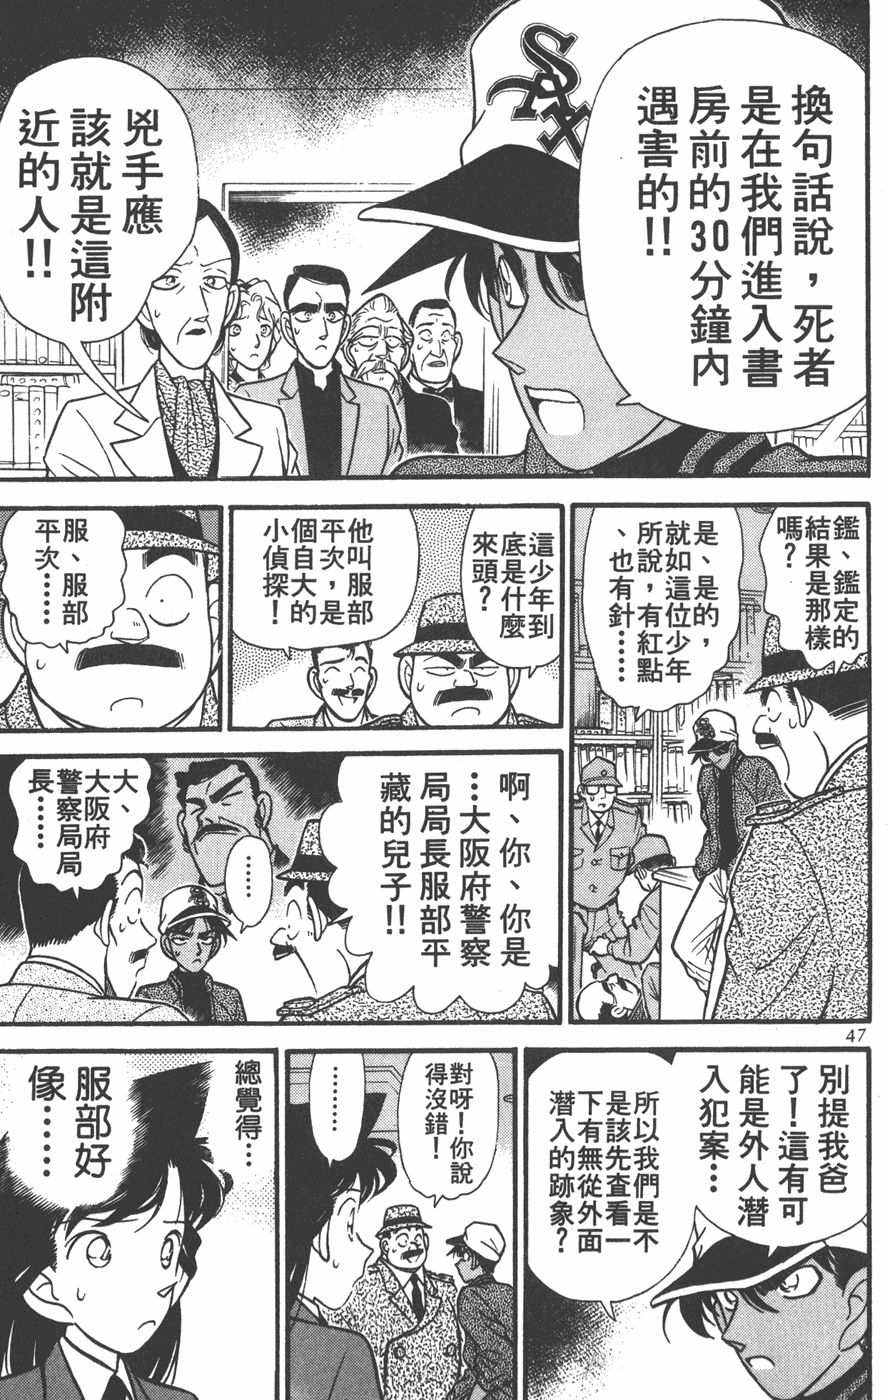 換句話說，死者
是在我們進入書
房前的30分鐘內
遇害的!!
兇手應
該就是這附
近的人!!
SOX
鑑、鑑定的
結果是那樣
嗎？
是、是的，
就如這位少年
所說，有紅點
、也有針……
這少年到
底是什麼
來頭？
他叫服部
平次，是
個自大的
小偵探！
服、服部
平次……
啊、你、你是
…大阪府警察
局局長服部平
藏的兒子!!
……
大、
大阪府
警察局局
長……
47
別提我爸
了！這有可
能是外人潛
入犯案…
所以我們是不
是該先查看一
下有無從外面
潛入的跡象？
對呀！你說
得沒錯！
……
總覺得…
服部好
像……